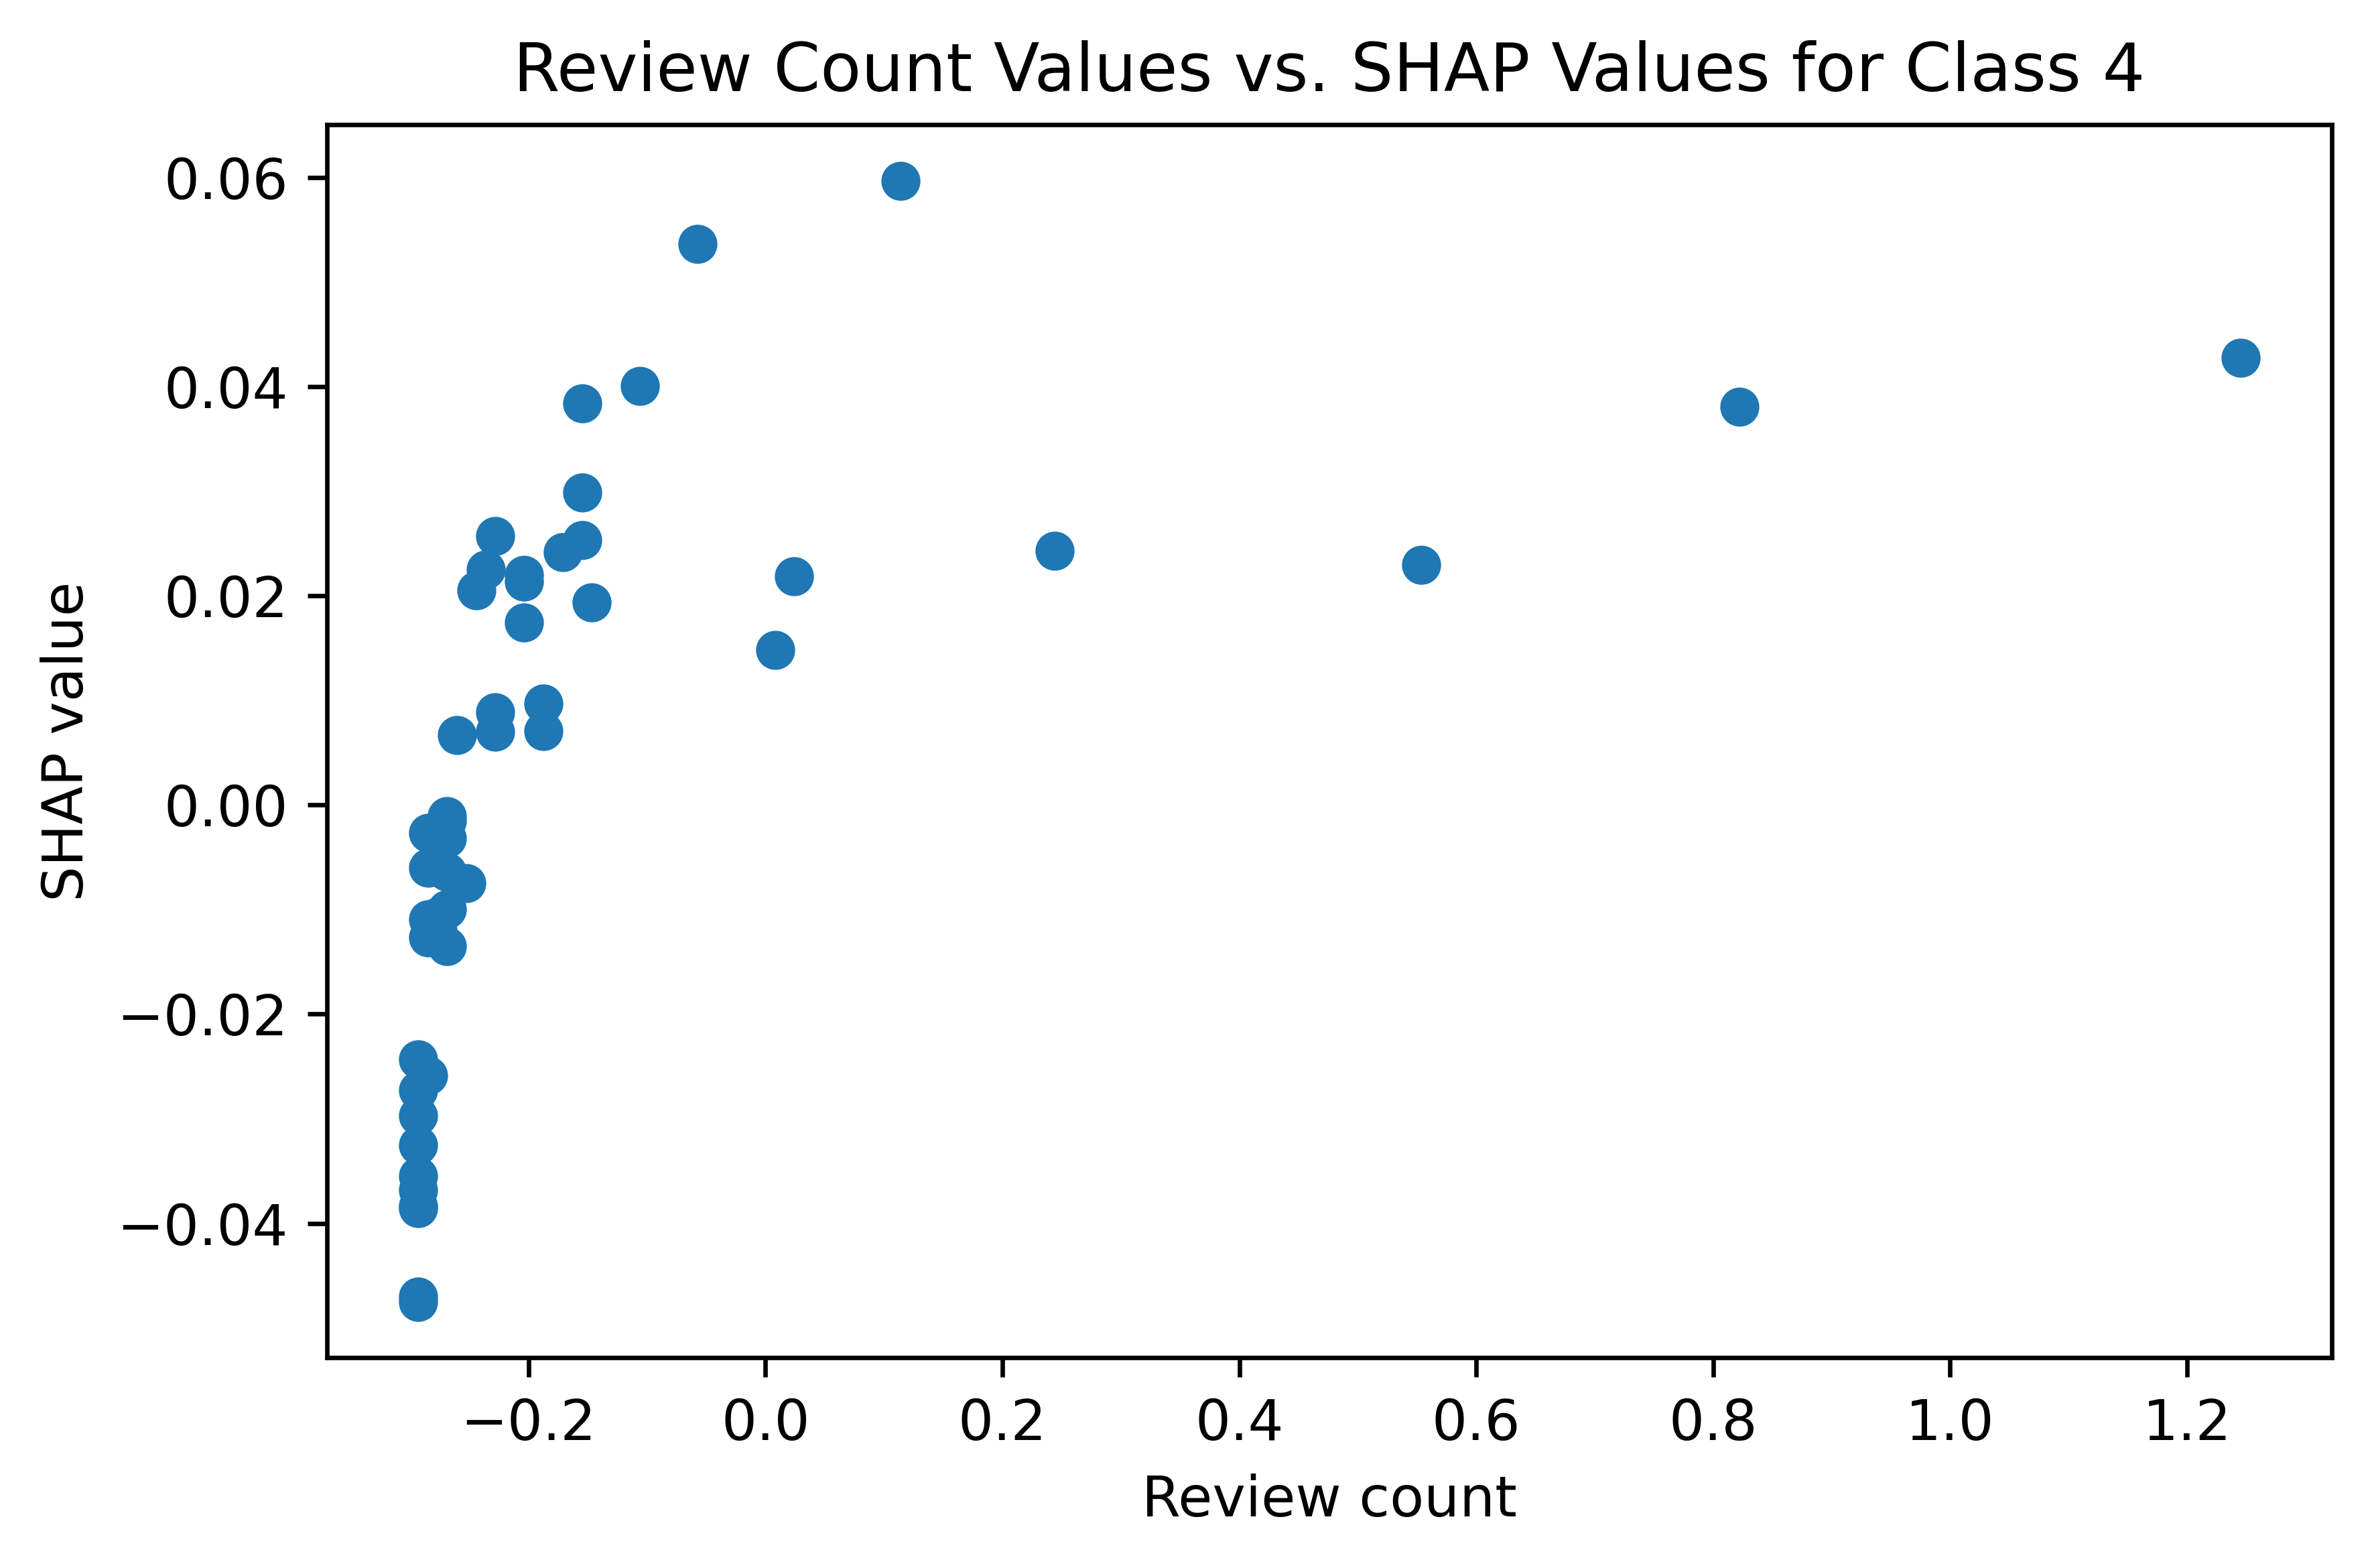 Review Count Values vs. SHAP Values for Class 4
0.06
0.04
0.02
0.00
−0.02
−0.04
SHAP value
−0.2 0.0 0.2 0.4 0.6 0.8 1.0 1.2
Review count